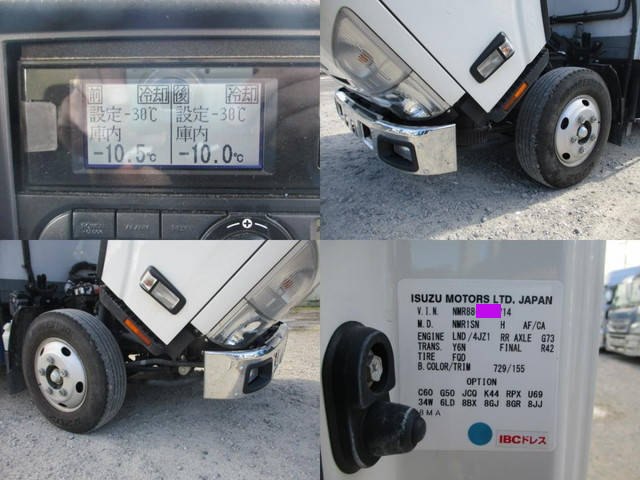 前 冷却 後 冷却
設定-30℃ 設定-30℃
庫内 庫内
-10.5℃ -10.0℃
ISUZU MOTORS LTD. JAPAN
V.I.N. NMR88 14
M.D. NMR1SN H AF/CA
ENGINE LND/4JZ1 RR AXLE G73
TRANS. Y6N FINAL R42
TIRE FQD
B.COLOR/TRIM 729/155
OPTION
C60 G50 JCQ K44 RPX U69
34W 6LD 8BX 8GJ 8GR 8JJ
8MA
IBCドレス